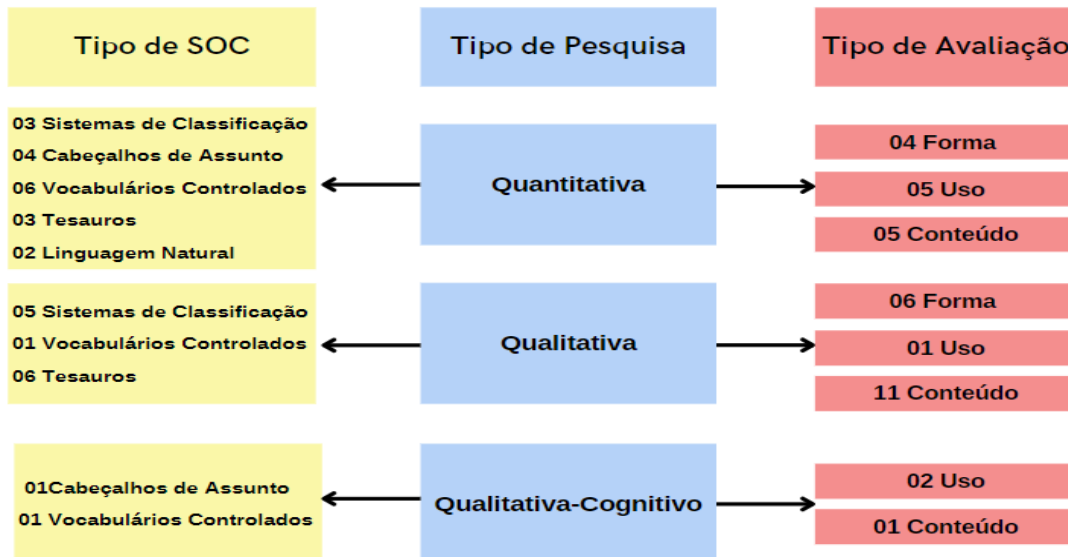 Tipo de SOC
Tipo de Pesquisa
Tipo de Avaliação
03 Sistemas de Classificação
04 Cabeçalhos de Assunto
06 Vocabulários Controlados
03 Tesauros
02 Linguagem Natural
Quantitativa
04 Forma
05 Uso
05 Conteúdo
05 Sistemas de Classificação
01 Vocabulários Controlados
06 Tesauros
Qualitativa
06 Forma
01 Uso
11 Conteúdo
01Cabeçalhos de Assunto
01 Vocabulários Controlados
Qualitativa-Cognitivo
02 Uso
01 Conteúdo